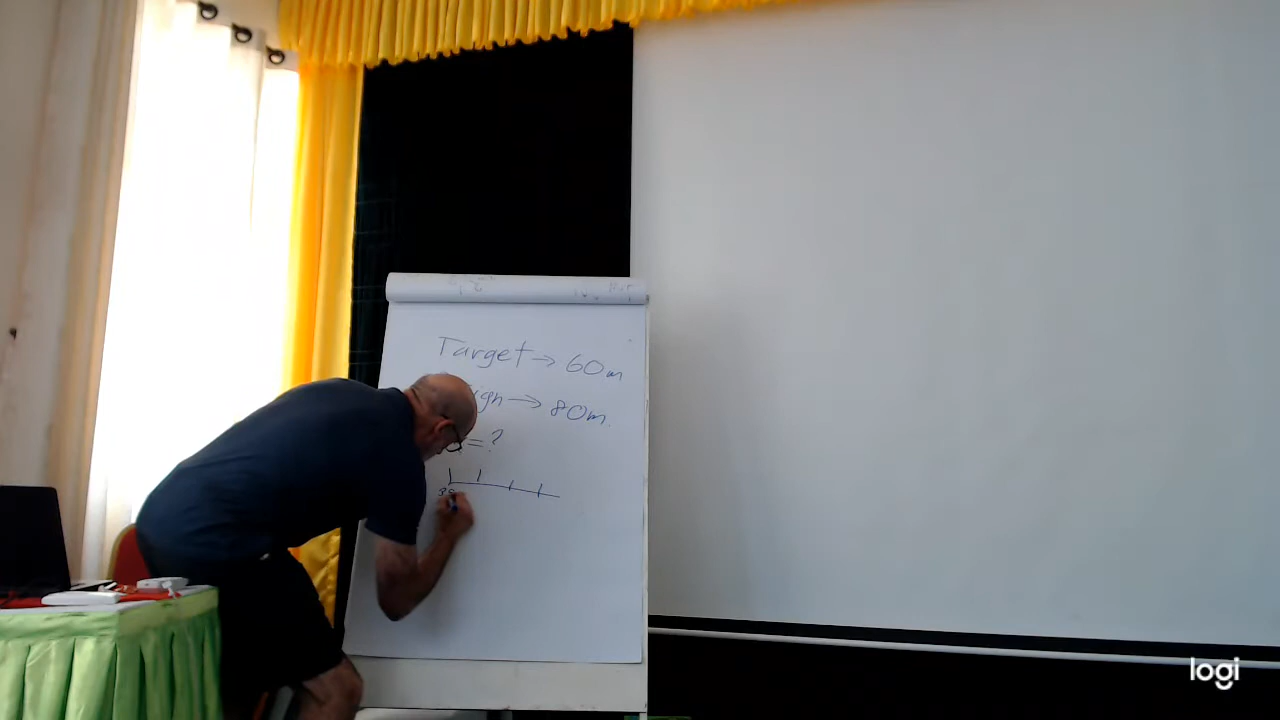 Target → 60m
ign → 80m.
= ?
logi